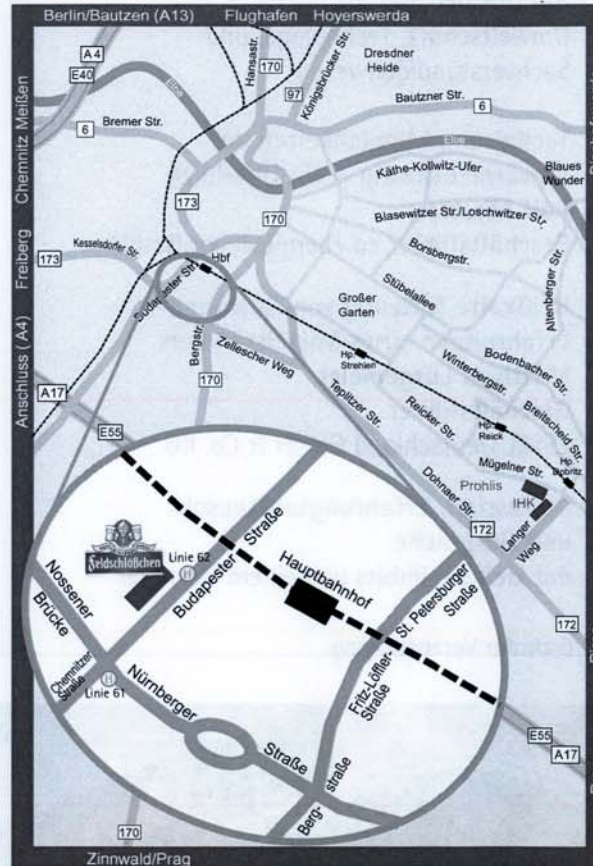 Berlin/Bautzen (A13)
Flughafen
Hoyerswerda
A 4
E40
Hansastr.
170
97
Königsbrücker Str.
Dresdner
Heide
Bautzner Str.
6
6
Bremer Str.
Elbe
Elbe
Käthe-Kollwitz-Ufer
Blaues
Wunder
Meißen
Chemnitz
Freiberg
Anschluss (A4)
173
170
Blasewitzer Str./Loschwitzer Str.
Borsbergstr.
Altenberger Str.
Kesselsdorfer Str.
173
Hbf
Budapester Str.
Stübelallee
Großer
Garten
Bergstr.
170
Zellescher Weg
Hp.
Strehlen
Bodenbacher Str.
Winterbergstr.
Breitscheid Str.
A17
E55
Teplitzer Str.
Reicker Str.
Hp.
Reick
Mügelner Str.
Hp.
Dobritz
Prohlis
IHK
Dohnaer Str.
172
Langer
Weg
Feldschlößchen
Linie 62
H
Budapester Straße
Hauptbahnhof
St. Petersburger
Straße
Nossener
Brücke
Chemnitzer
Straße
H
Linie 61
Nürnberger
Straße
Fritz-Löffler-
Straße
Berg-
straße
172
E55
A17
170
Zinnwald/Prag